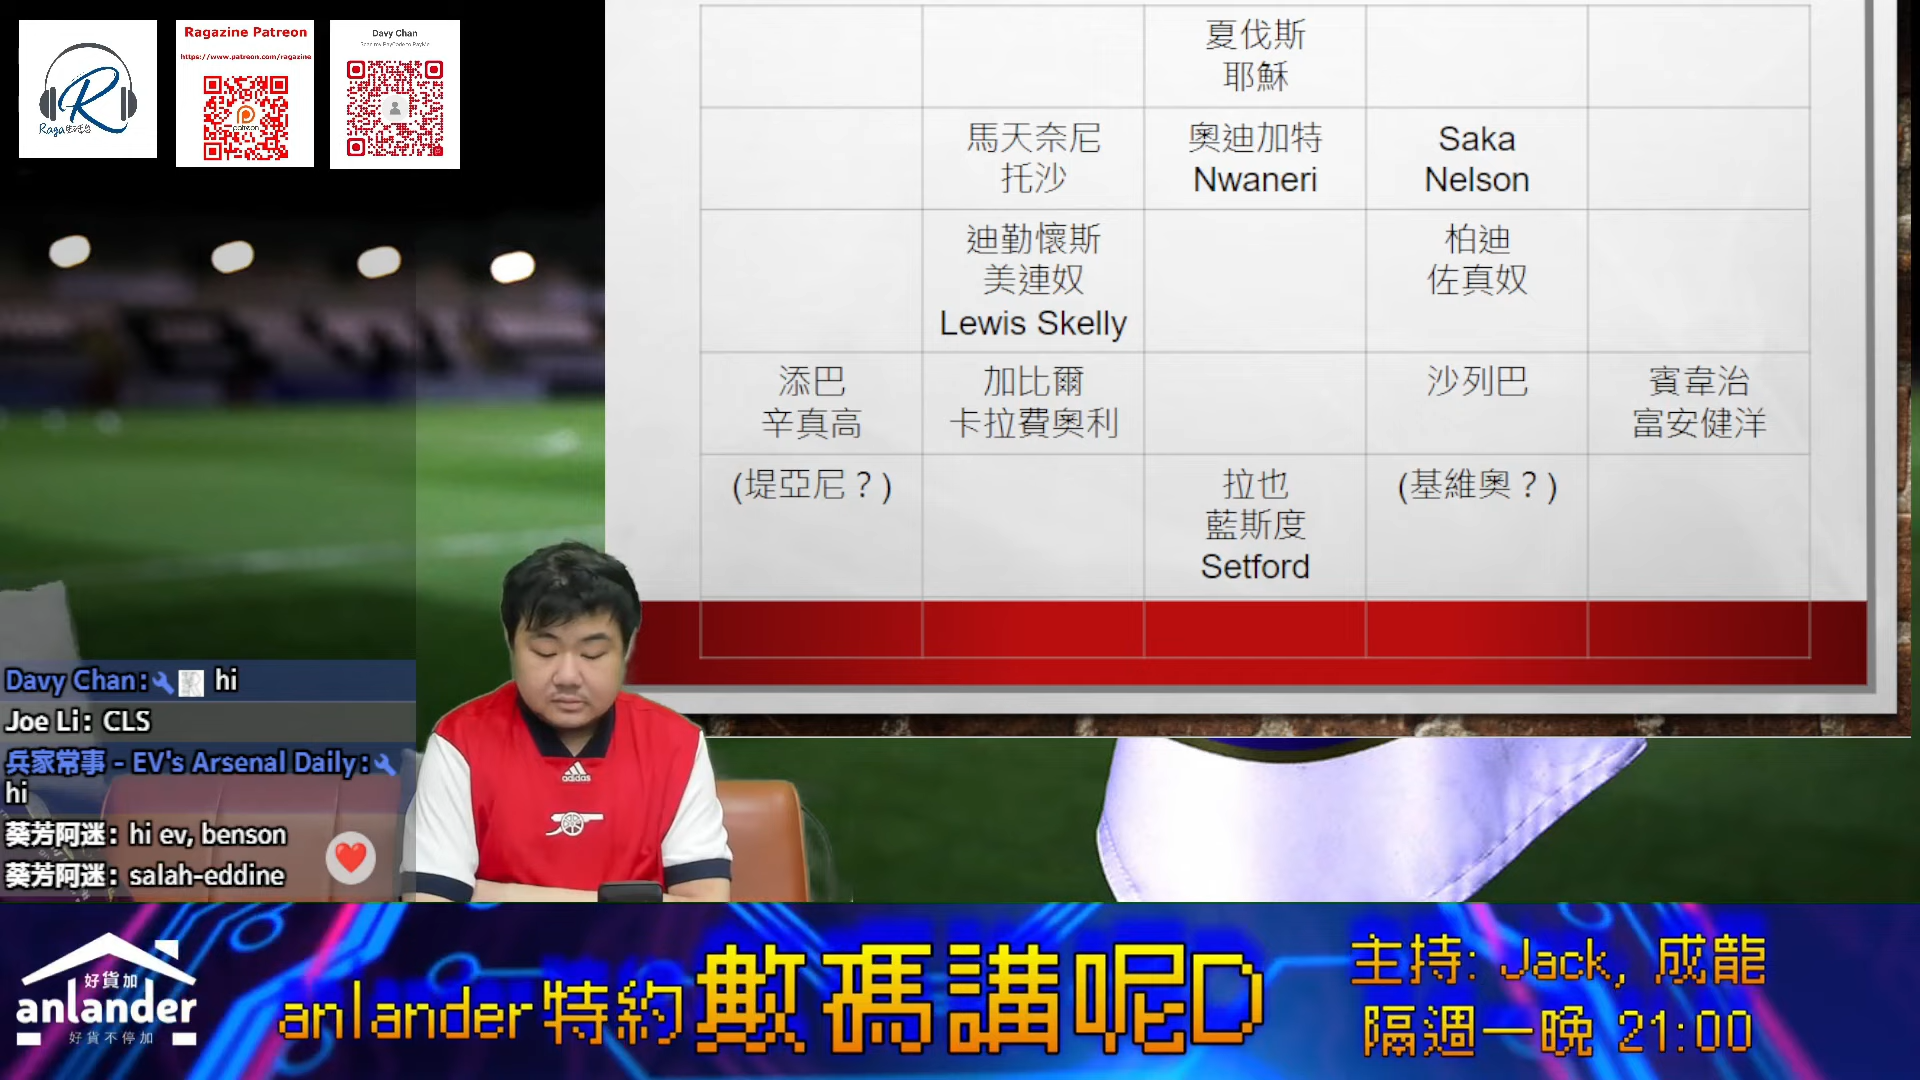 Ragazine Patreon
https://www.patreon.com/ragazine
Davy Chan
R
patreon
夏伐斯
耶穌
馬天奈尼
托沙
奧迪加特
Nwaneri
Saka
Nelson
迪勤懷斯
美連奴
Lewis Skelly
柏迪
佐真奴
添巴
辛真高
加比爾
卡拉費奧利
沙列巴
賓韋治
富安健洋
(堤亞尼？)
拉也
藍斯度
Setford
(基維奧？)
Davy Chan: hi
Joe Li: CLS
兵家常事 - EV's Arsenal Daily:
hi
葵芳阿迷: hi ev, benson
葵芳阿迷: salah-eddine
adidas
好貨加
anlander
好貨不停加
anlander特約數碼講呢D
主持: Jack, 成龍
隔週一晚 21:00